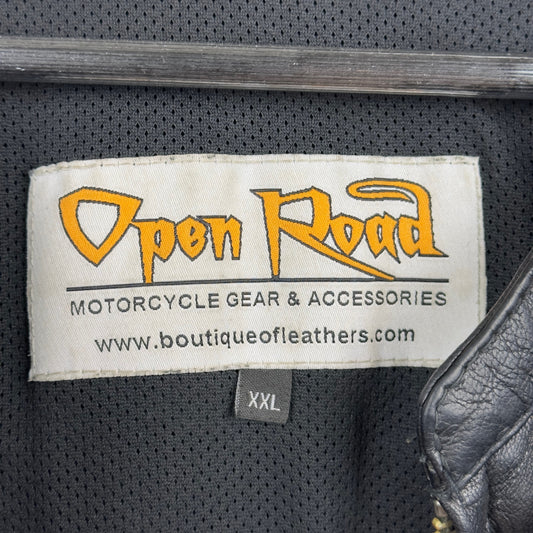 Open Road
MOTORCYCLE GEAR & ACCESSORIES
www.boutiqueofleathers.com
XXL